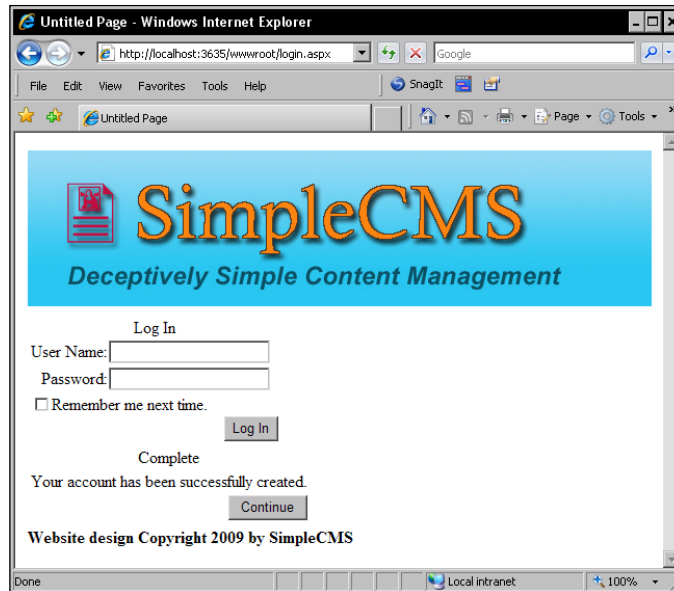 Untitled Page - Windows Internet Explorer
http://localhost:3635/wwwroot/login.aspx
Google
File Edit View Favorites Tools Help
SnagIt
Untitled Page
Page Tools »
SimpleCMS
Deceptively Simple Content Management
Log In
User Name:
Password:
Remember me next time.
Log In
Complete
Your account has been successfully created.
Continue
Website design Copyright 2009 by SimpleCMS
Done Local intranet 100%